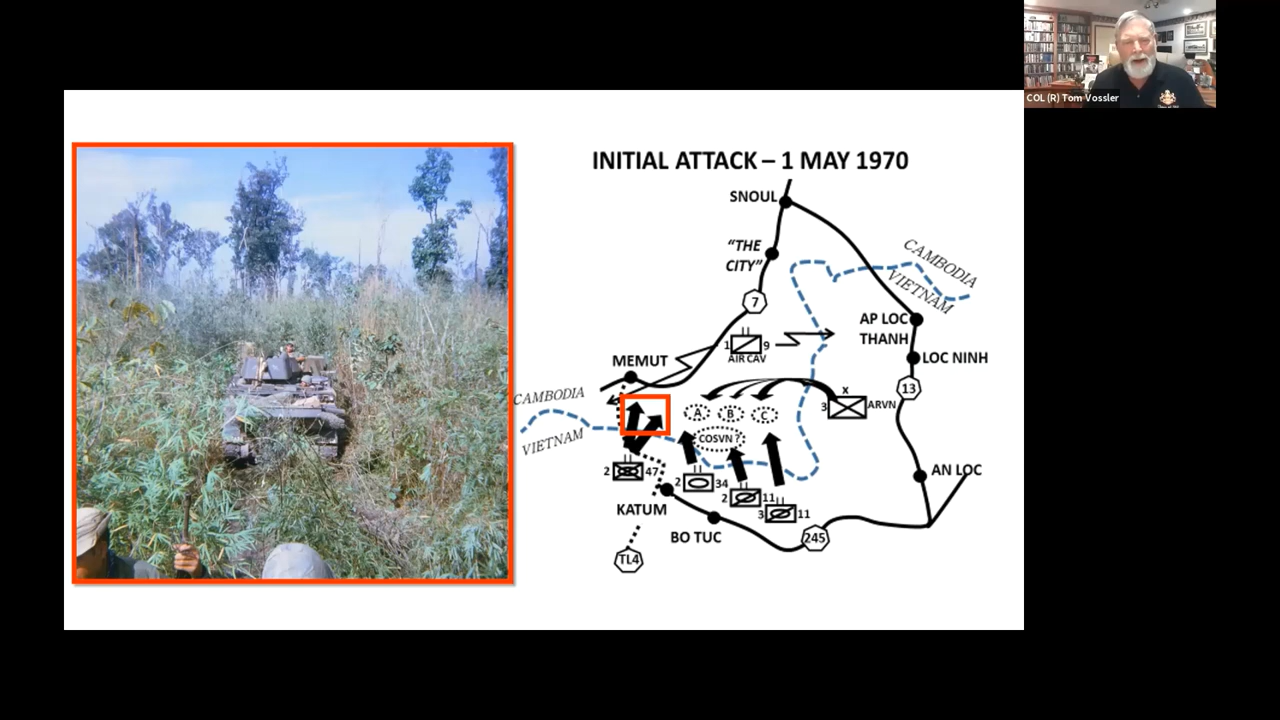 COL (R) Tom Vossler
INITIAL ATTACK – 1 MAY 1970
SNOUL
“THE
CITY”
CAMBODIA
VIETNAM
7
AP LOC
THANH
1 9
AIR CAV
LOC NINH
MEMUT
13
CAMBODIA
VIETNAM
A B C
X
3 ARVN
COSVN ?
2 47
2 34
2 11
3 11
AN LOC
KATUM
BO TUC
245
TL4